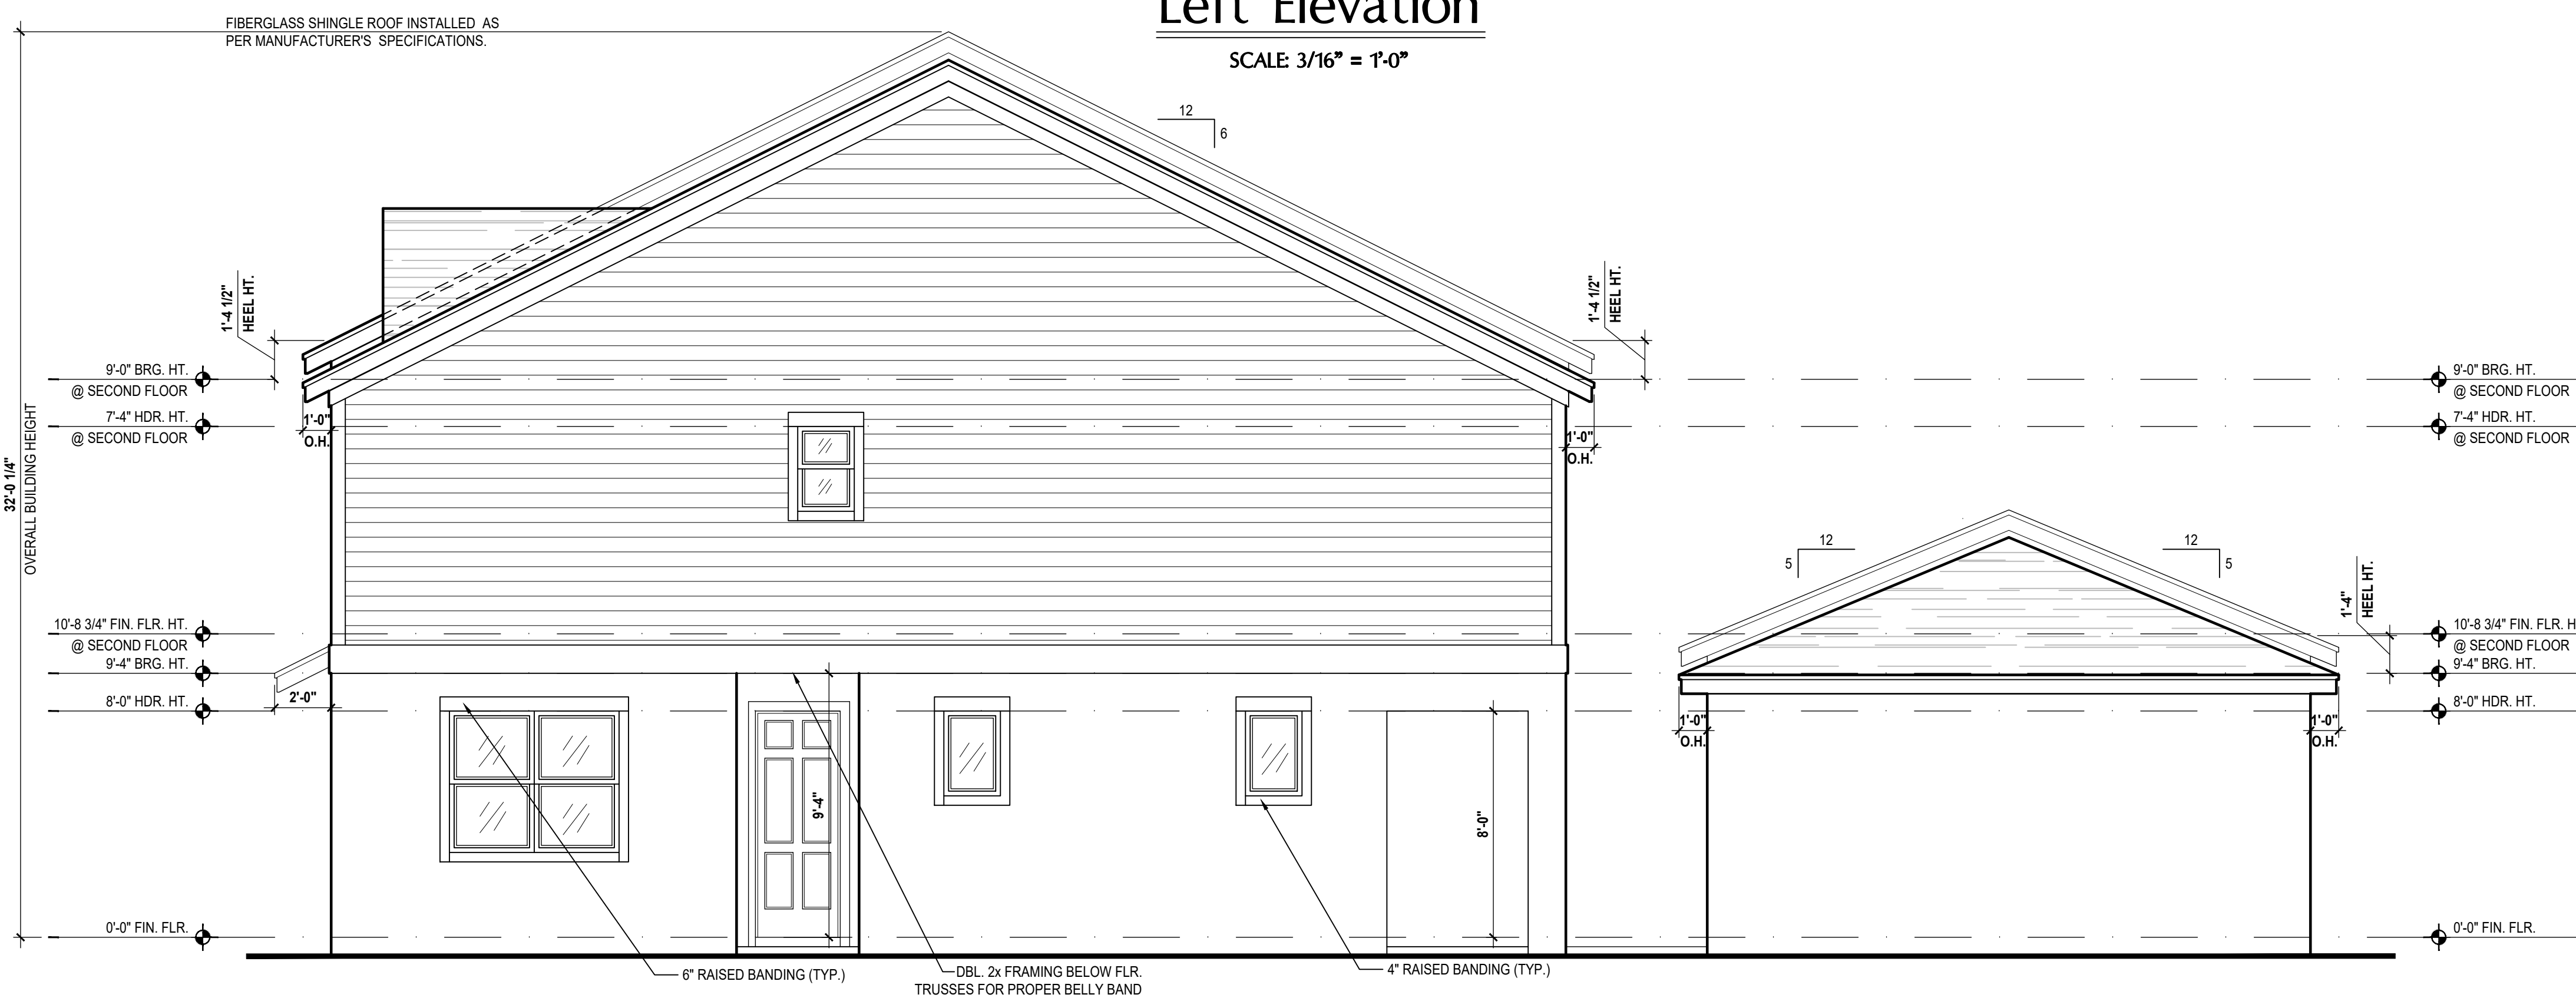 Left Elevation
SCALE: 3/16" = 1'-0"
FIBERGLASS SHINGLE ROOF INSTALLED AS
PER MANUFACTURER'S SPECIFICATIONS.
12
6
1'-4 1/2"
HEEL HT.
1'-4 1/2"
HEEL HT.
9'-0" BRG. HT.
@ SECOND FLOOR
7'-4" HDR. HT.
@ SECOND FLOOR
1'-0"
O.H.
1'-0"
O.H.
9'-0" BRG. HT.
@ SECOND FLOOR
7'-4" HDR. HT.
@ SECOND FLOOR
32'-0 1/4"
OVERALL BUILDING HEIGHT
12
5
12
5
1'-4"
HEEL HT.
10'-8 3/4" FIN. FLR. HT.
@ SECOND FLOOR
9'-4" BRG. HT.
8'-0" HDR. HT.
2'-0"
10'-8 3/4" FIN. FLR. H
@ SECOND FLOOR
9'-4" BRG. HT.
8'-0" HDR. HT.
1'-0"
O.H.
1'-0"
O.H.
9'-4"
8'-0"
0'-0" FIN. FLR.
0'-0" FIN. FLR.
6" RAISED BANDING (TYP.)
DBL. 2x FRAMING BELOW FLR.
TRUSSES FOR PROPER BELLY BAND
4" RAISED BANDING (TYP.)